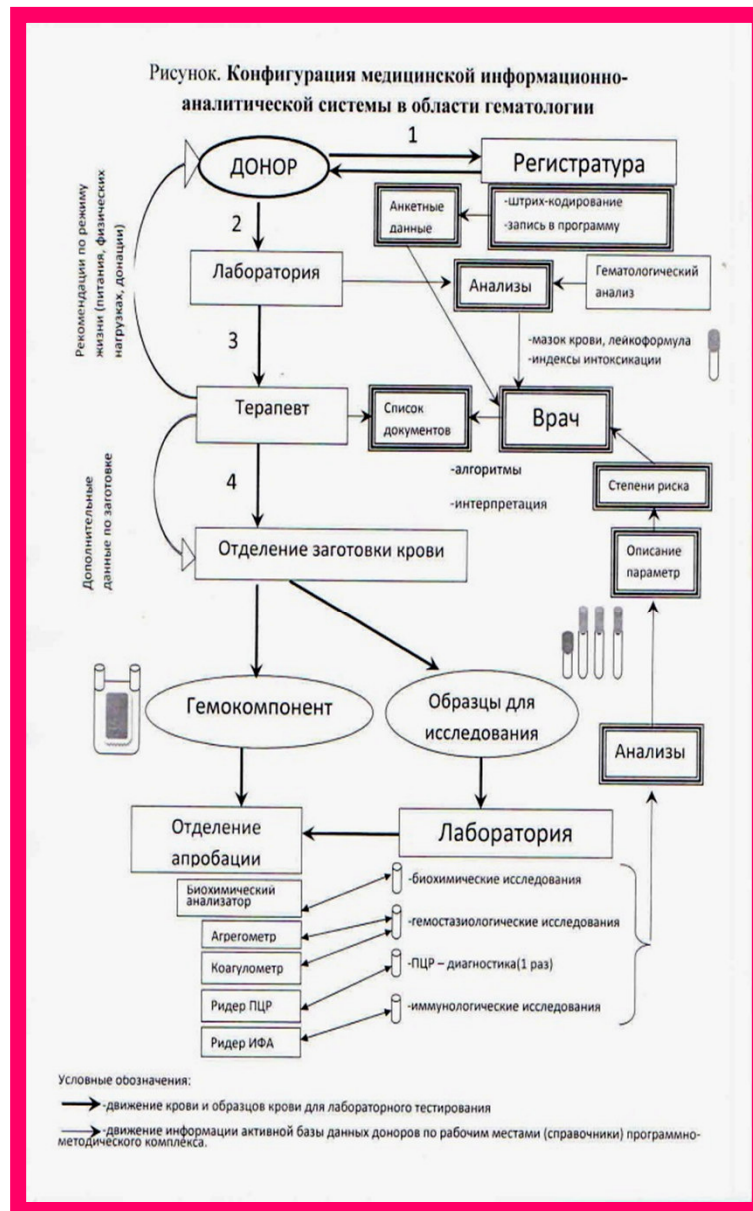 Рисунок. Конфигурация медицинской информационно-
аналитической системы в области гематологии
1
ДОНОР
Регистратура
-штрих-кодирование
-запись в программу
Анкетные
данные
2
Лаборатория
Анализы
Гематологический
анализ
Рекомендации по режиму
жизни (питания, физических
нагрузках, донации)
3
-мазок крови, лейкоформула
-индексы интоксикации
Терапевт
Список
документов
Врач
4
-алгоритмы
-интерпретация
Степени риска
Дополнительные
данные по заготовке
Отделение заготовки крови
Описание
параметр
Гемокомпонент
Образцы для
исследования
Анализы
Отделение
апробации
Лаборатория
Биохимический
анализатор
-биохимические исследования
Агрегометр
-гемостазиологические исследования
Коагулометр
-ПЦР – диагностика(1 раз)
Ридер ПЦР
-иммунологические исследования
Ридер ИФА
Условные обозначения:
-движение крови и образцов крови для лабораторного тестирования
-движение информации активной базы данных доноров по рабочим местами (справочники) программно-
методического комплекса.